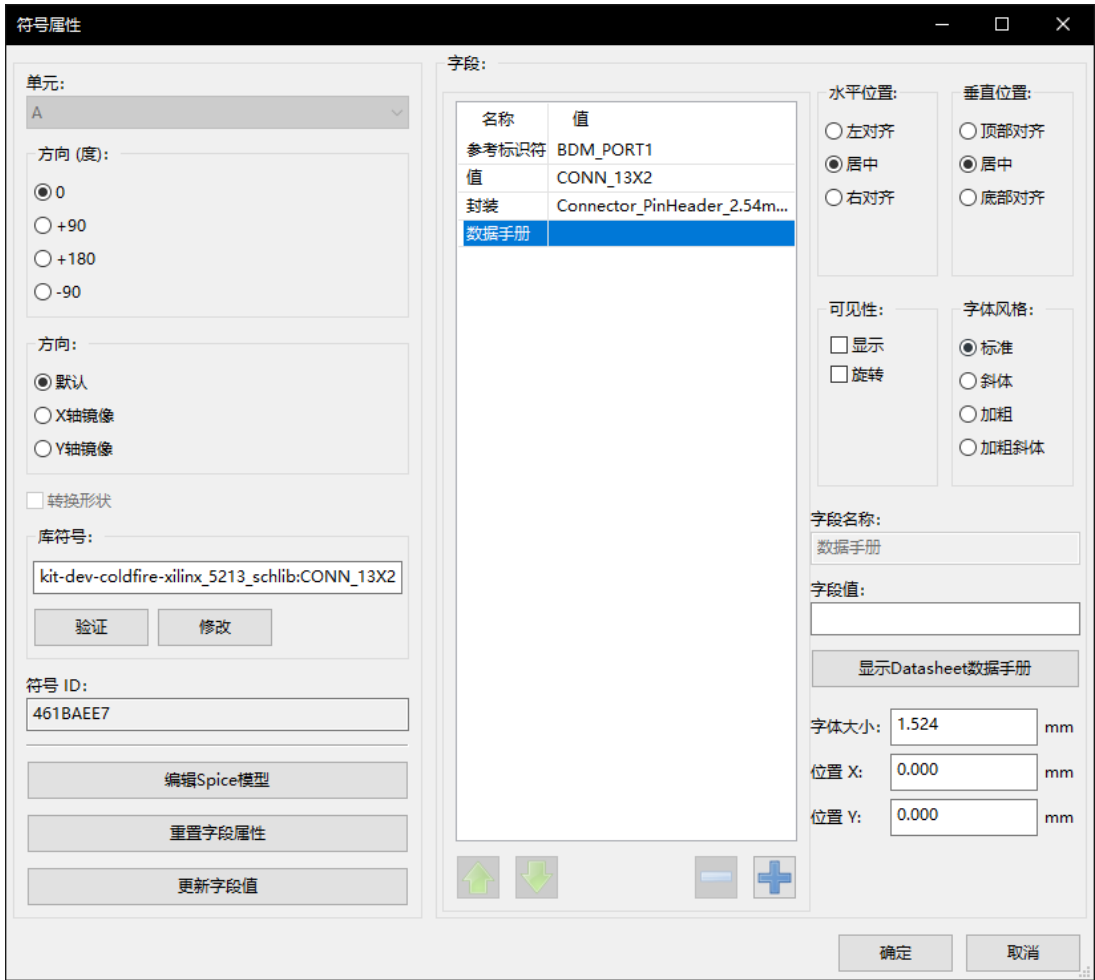 符号属性
单元:
A
方向 (度):
0
+90
+180
-90
方向:
默认
X轴镜像
Y轴镜像
转换形状
库符号:
kit-dev-coldfire-xilinx_5213_schlib:CONN_13X2
验证 修改
符号 ID:
461BAEE7
编辑Spice模型
重置字段属性
更新字段值
字段:
名称 值
参考标识符 BDM_PORT1
值 CONN_13X2
封装 Connector_PinHeader_2.54m...
数据手册
水平位置:
左对齐
居中
右对齐
垂直位置:
顶部对齐
居中
底部对齐
可见性:
显示
旋转
字体风格:
标准
斜体
加粗
加粗斜体
字段名称:
数据手册
字段值:
显示Datasheet数据手册
字体大小: 1.524 mm
位置 X: 0.000 mm
位置 Y: 0.000 mm
确定 取消